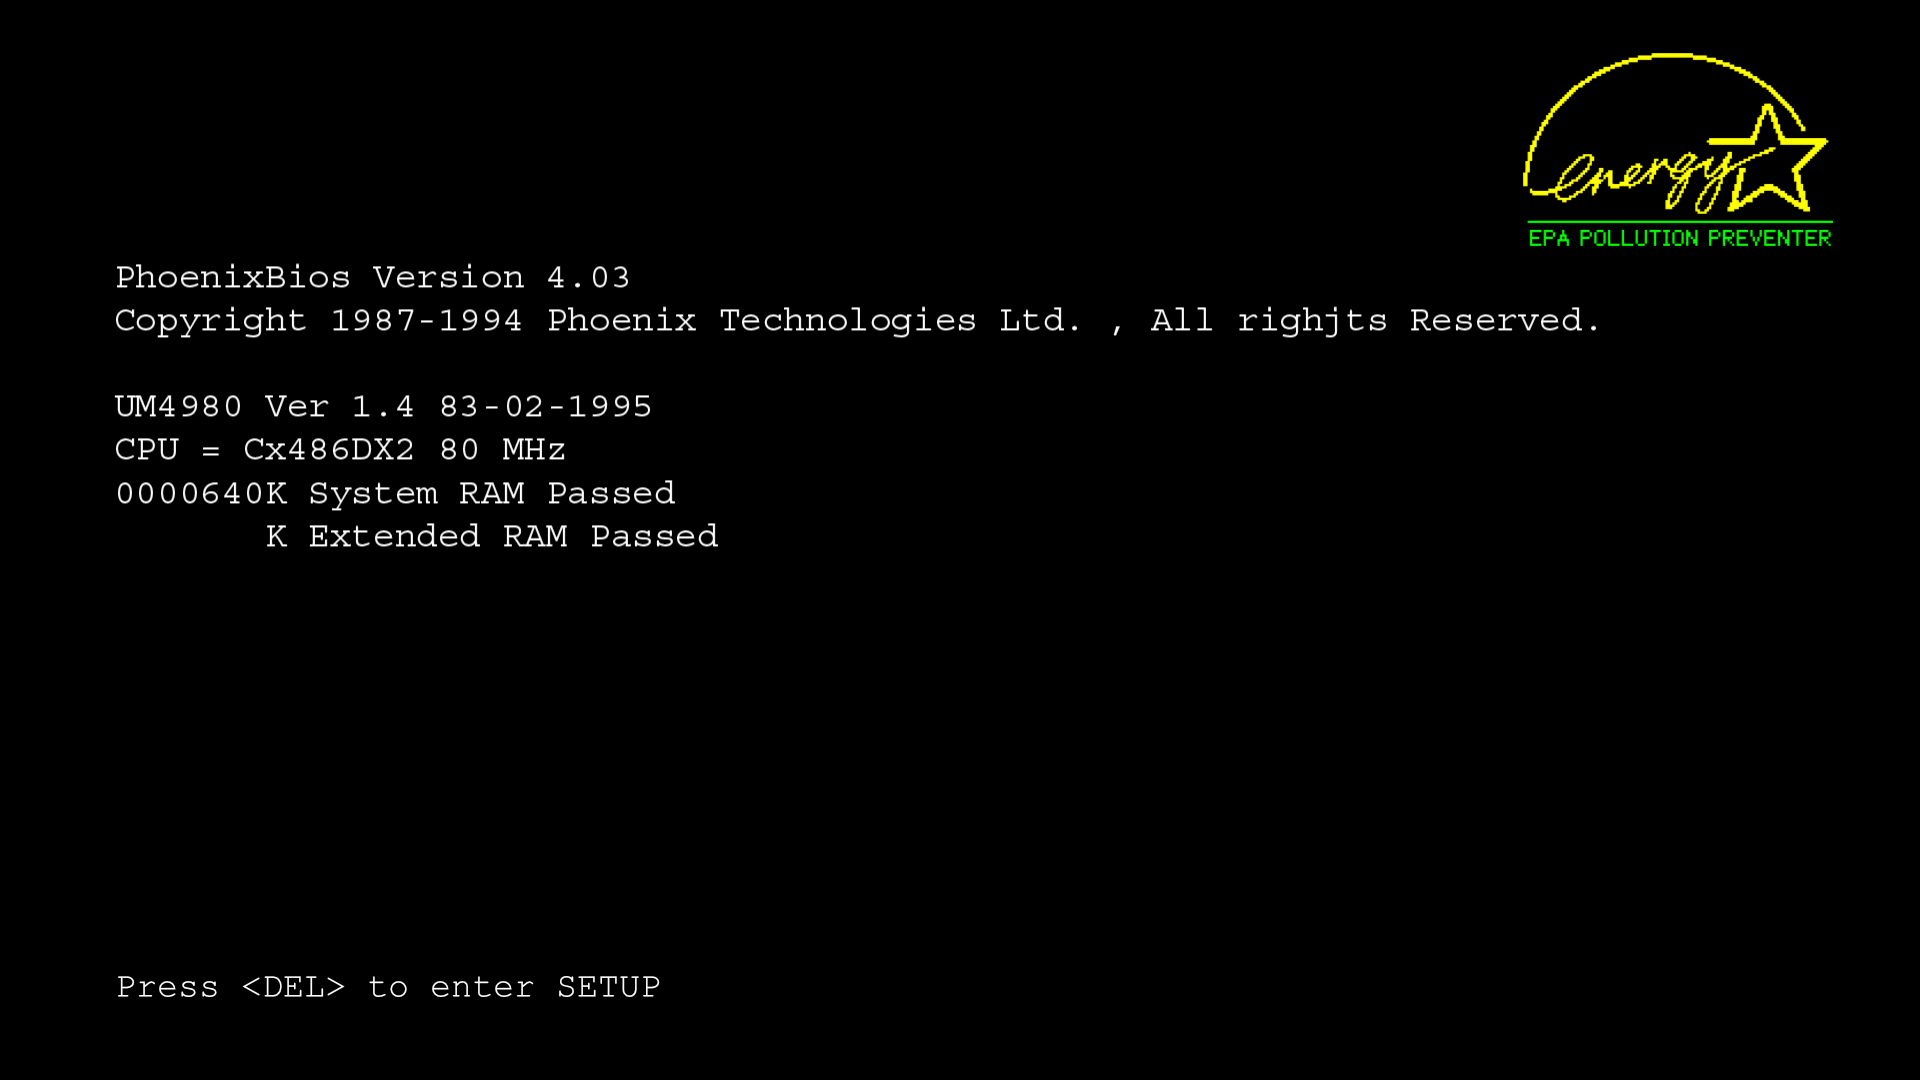 energy
EPA POLLUTION PREVENTER
PhoenixBios Version 4.03
Copyright 1987-1994 Phoenix Technologies Ltd. , All righjts Reserved.
UM4980 Ver 1.4 83-02-1995
CPU = Cx486DX2 80 MHz
0000640K System RAM Passed
K Extended RAM Passed
Press <DEL> to enter SETUP